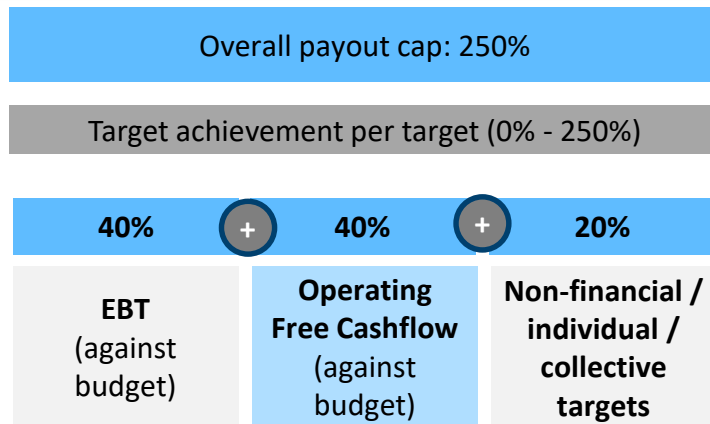 Overall payout cap: 250%
Target achievement per target (0% - 250%)
40% + 40% + 20%
EBT
(against
budget)
Operating
Free Cashflow
(against
budget)
Non-financial /
individual /
collective
targets